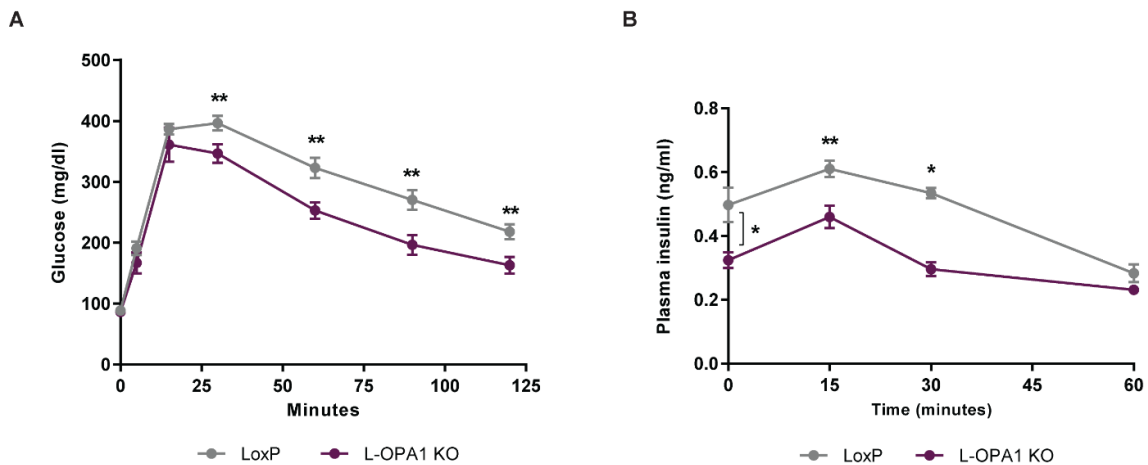 A
Glucose (mg/dl)
500
400
300
200
100
0
** ** ** **
0 25 50 75 100 125
Minutes
LoxP L-OPA1 KO
B
Plasma insulin (ng/ml)
0.8
0.6
0.4
0.2
0.0
** * *
0 15 30 45 60
Time (minutes)
LoxP L-OPA1 KO